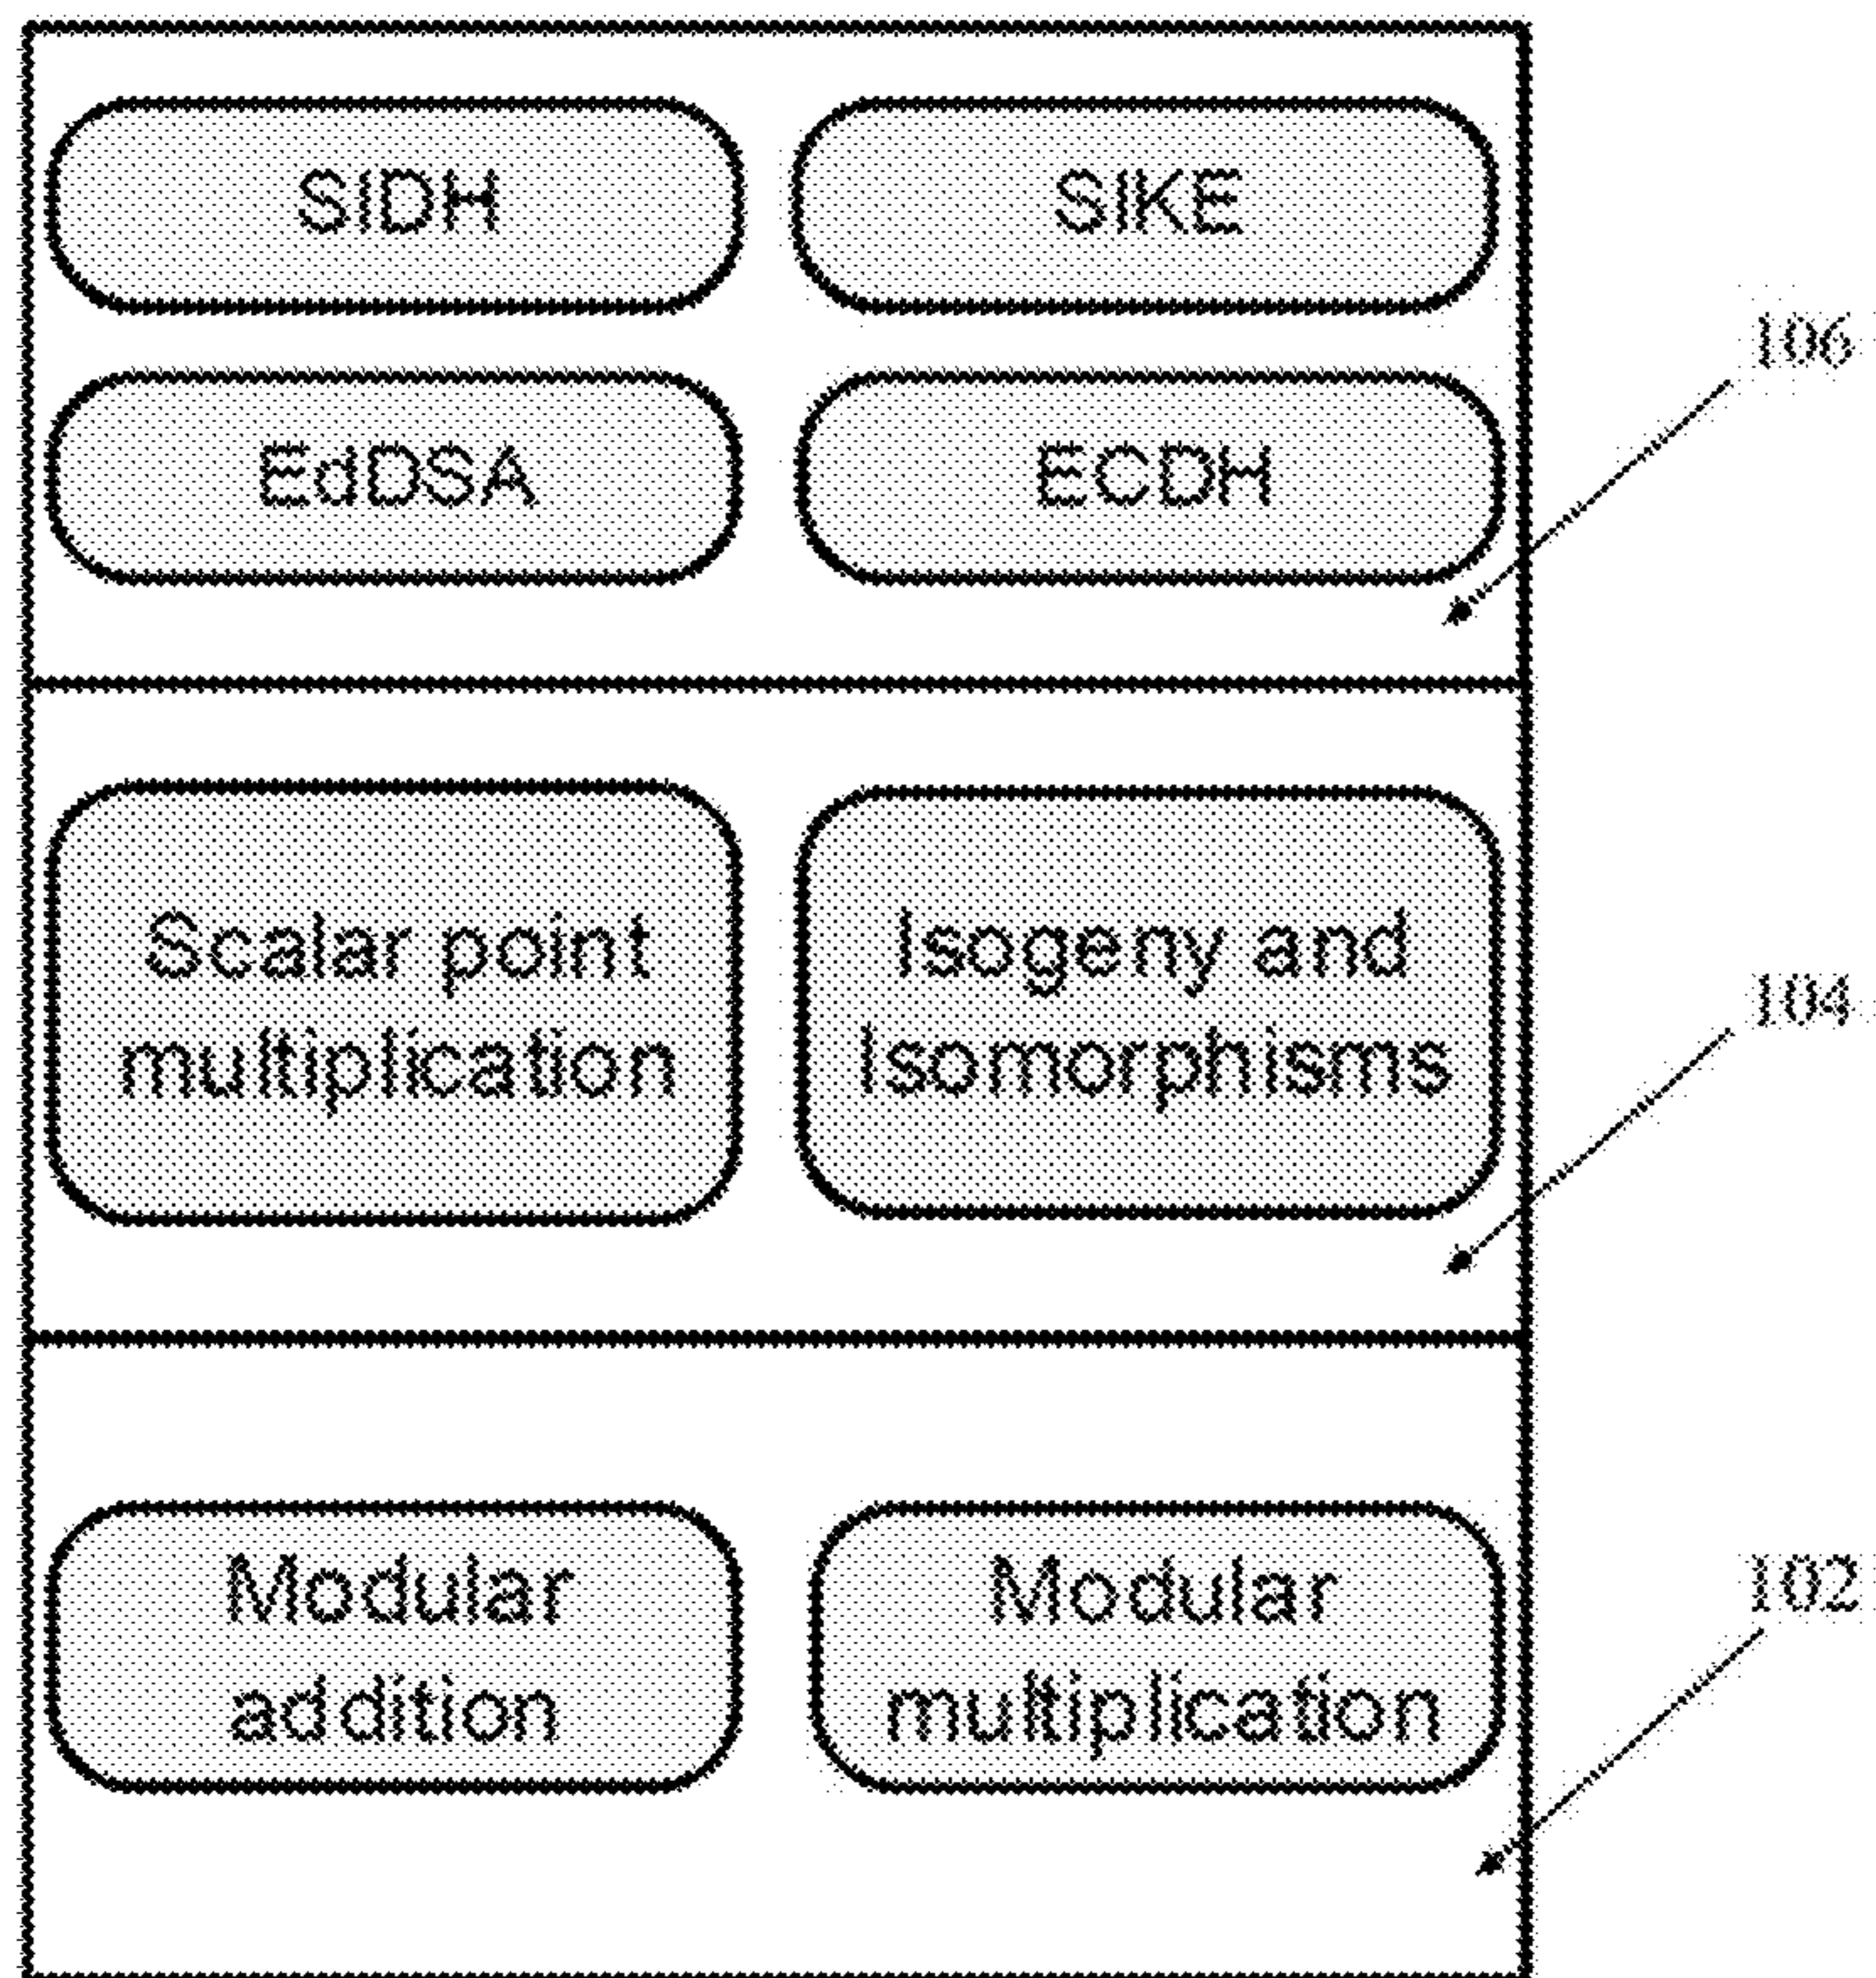 SIDH
SIKE
106
EdDSA
ECDH
Scalar point
multiplication
Isogeny and
Isomorphisms
104
Modular
addition
Modular
multiplication
102